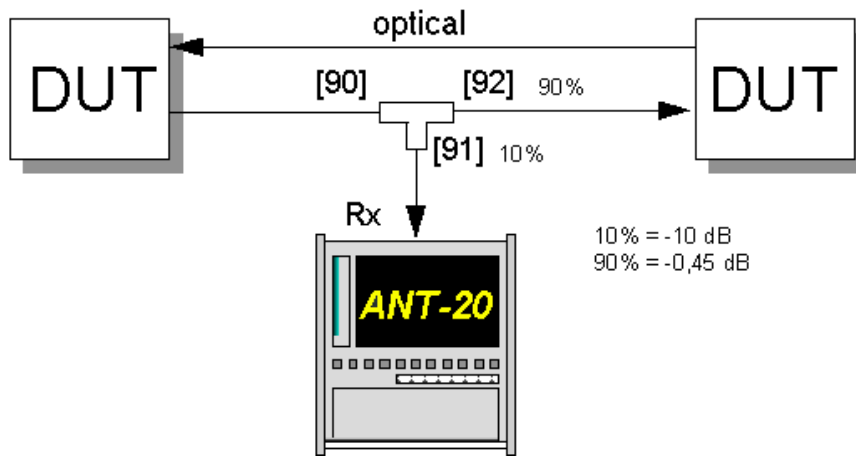 optical
DUT
DUT
[90]
[92] 90%
[91] 10%
Rx
10% = -10 dB
90% = -0,45 dB
ANT-20